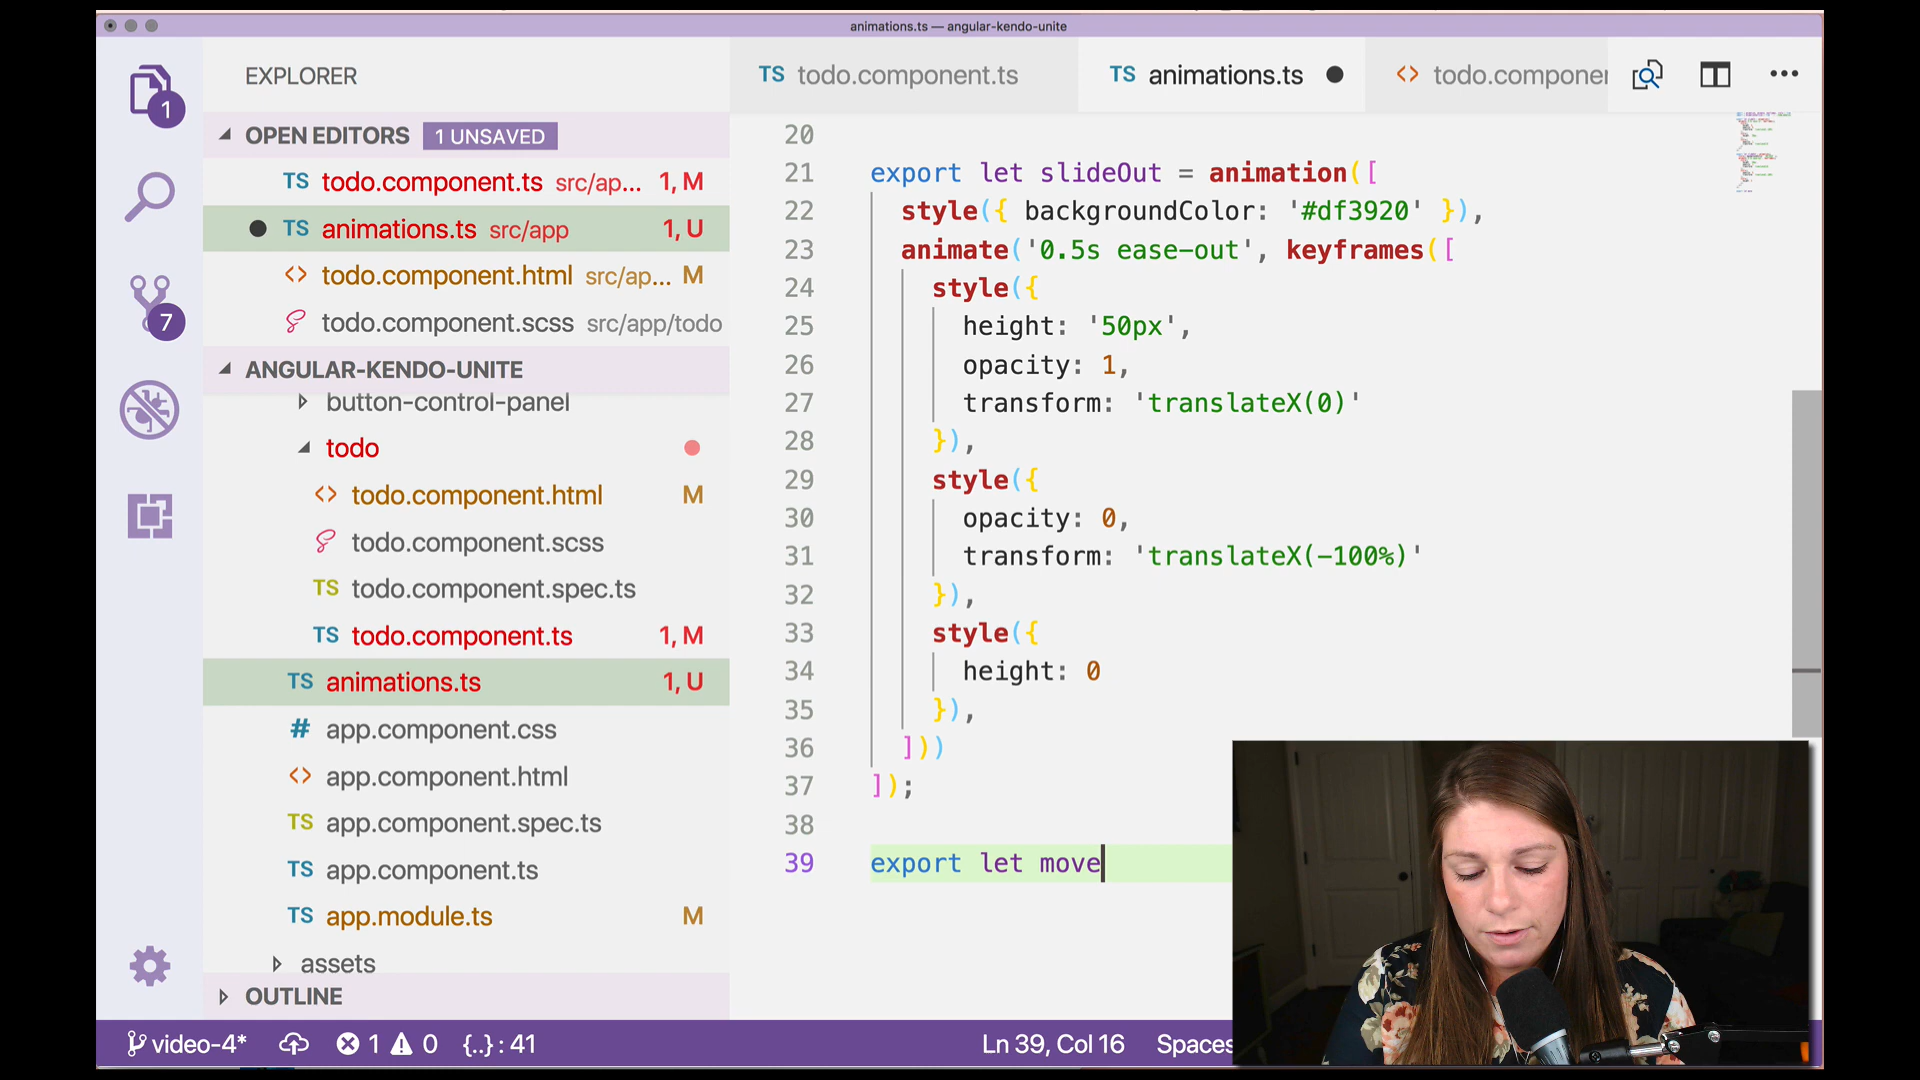 animations.ts — angular-kendo-unite
1
EXPLORER
OPEN EDITORS 1 UNSAVED
TS todo.component.ts src/ap... 1, M
TS animations.ts src/app 1, U
<> todo.component.html src/ap... M
todo.component.scss src/app/todo
7
ANGULAR-KENDO-UNITE
button-control-panel
todo
<> todo.component.html M
todo.component.scss
TS todo.component.spec.ts
TS todo.component.ts 1, M
TS animations.ts 1, U
# app.component.css
<> app.component.html
TS app.component.spec.ts
TS app.component.ts
TS app.module.ts M
assets
OUTLINE
TS todo.component.ts TS animations.ts <> todo.componer
20
21 export let slideOut = animation([
22 style({ backgroundColor: '#df3920' }),
23 animate('0.5s ease-out', keyframes([
24 style({
25 height: '50px',
26 opacity: 1,
27 transform: 'translateX(0)'
28 }),
29 style({
30 opacity: 0,
31 transform: 'translateX(-100%)'
32 }),
33 style({
34 height: 0
35 }),
36 ]))
37 ]);
38
39 export let move
video-4* 1 0 {..} : 41 Ln 39, Col 16 Spaces